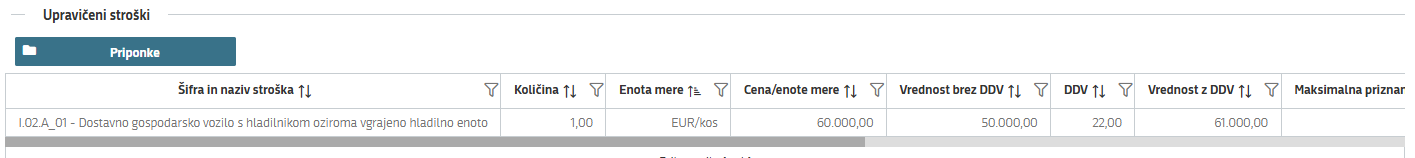 Upravičeni stroški
Priponke
Šifra in naziv stroška Količina Enota mere Cena/enote mere Vrednost brez DDV DDV Vrednost z DDV Maksimalna priznan
I.02.A_01 - Dostavno gospodarsko vozilo s hladilnikom oziroma vgrajeno hladilno enoto 1,00 EUR/kos 60.000,00 50.000,00 22,00 61.000,00